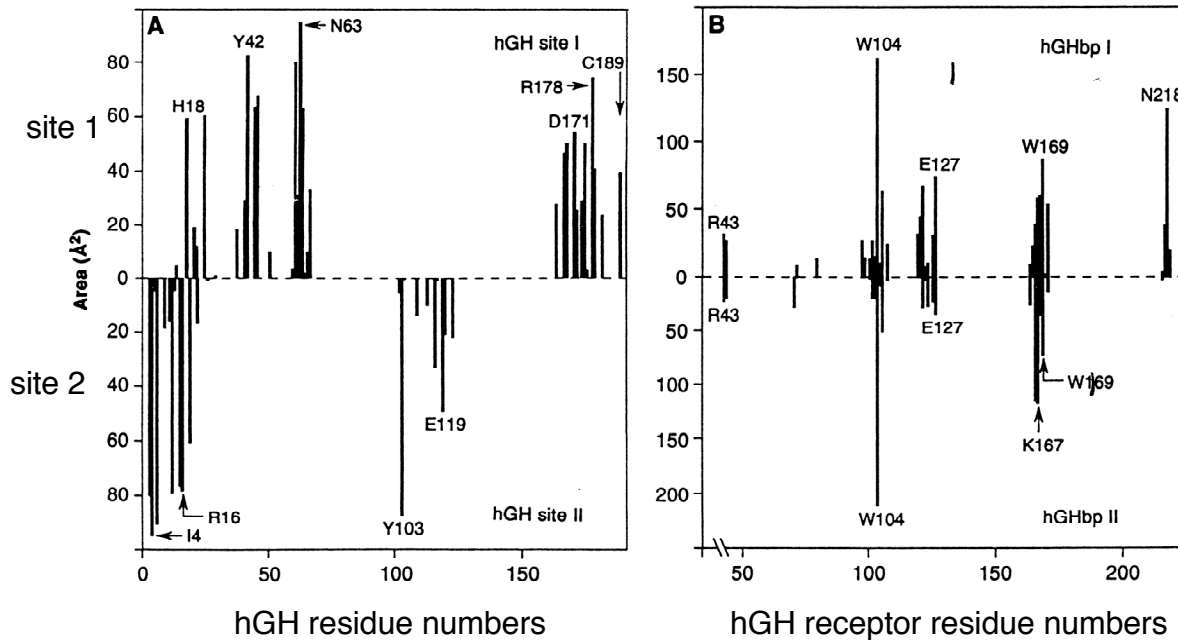 A
N63
Y42
hGH site I
C189
R178
H18
D171
site 1
80
60
40
20
0
Area (Å²)
20
40
60
80
site 2
E119
R16
I4
Y103
hGH site II
0
50
100
150
hGH residue numbers
B
W104
hGHbp I
N218
W169
E127
R43
150
100
50
0
50
100
150
200
R43
E127
W169
K167
W104
hGHbp II
50
100
150
200
hGH receptor residue numbers